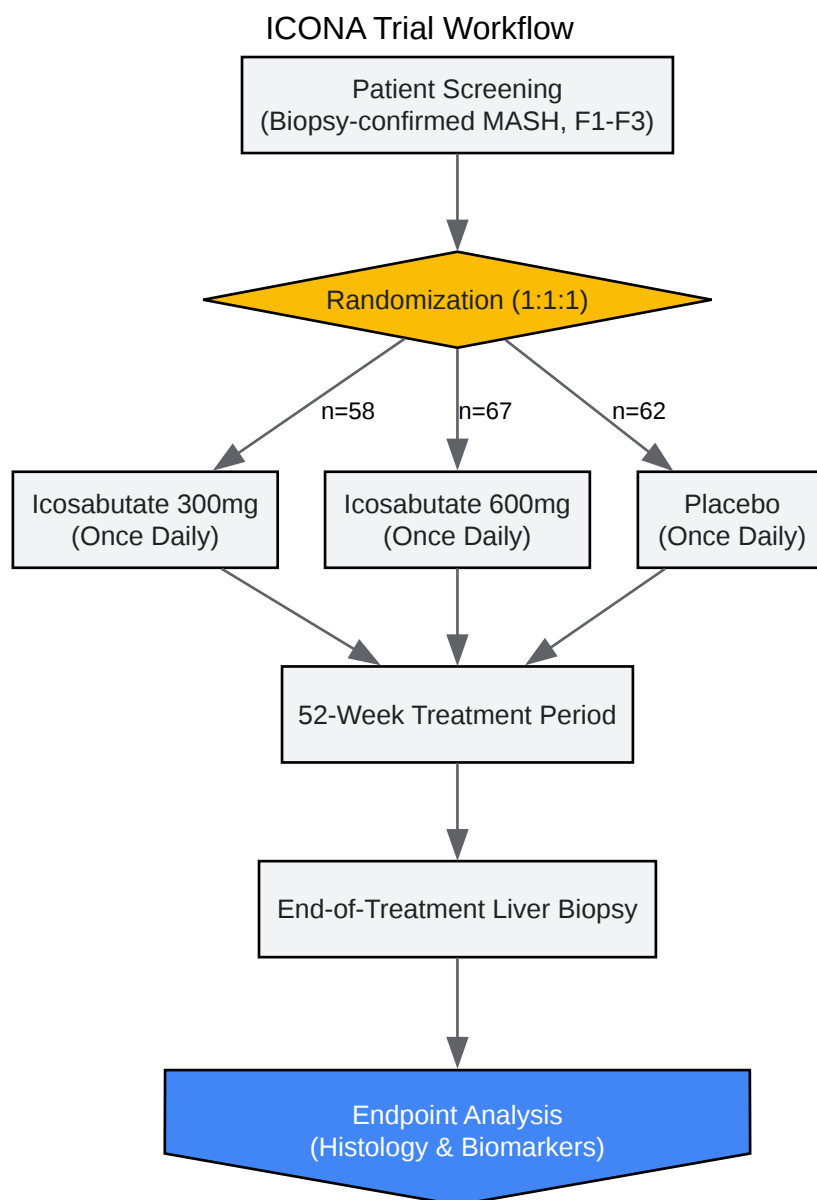 ICONA Trial Workflow
Patient Screening
(Biopsy-confirmed MASH, F1-F3)
Randomization (1:1:1)
n=58
n=67
n=62
Icosabutate 300mg
(Once Daily)
Icosabutate 600mg
(Once Daily)
Placebo
(Once Daily)
52-Week Treatment Period
End-of-Treatment Liver Biopsy
Endpoint Analysis
(Histology & Biomarkers)